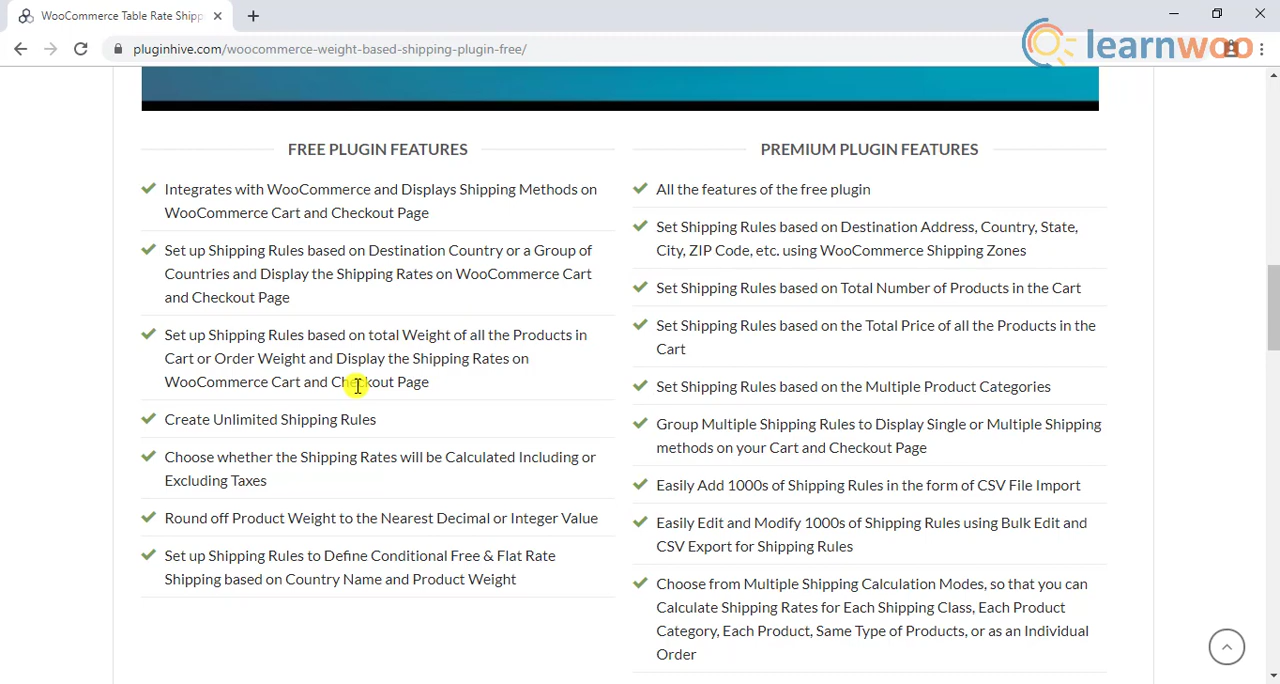 WooCommerce Table Rate Shipp
pluginhive.com/woocommerce-weight-based-shipping-plugin-free/
learnwoo
FREE PLUGIN FEATURES
Integrates with WooCommerce and Displays Shipping Methods on
WooCommerce Cart and Checkout Page
Set up Shipping Rules based on Destination Country or a Group of
Countries and Display the Shipping Rates on WooCommerce Cart
and Checkout Page
Set up Shipping Rules based on total Weight of all the Products in
Cart or Order Weight and Display the Shipping Rates on
WooCommerce Cart and Checkout Page
Create Unlimited Shipping Rules
Choose whether the Shipping Rates will be Calculated Including or
Excluding Taxes
Round off Product Weight to the Nearest Decimal or Integer Value
Set up Shipping Rules to Define Conditional Free & Flat Rate
Shipping based on Country Name and Product Weight
PREMIUM PLUGIN FEATURES
All the features of the free plugin
Set Shipping Rules based on Destination Address, Country, State,
City, ZIP Code, etc. using WooCommerce Shipping Zones
Set Shipping Rules based on Total Number of Products in the Cart
Set Shipping Rules based on the Total Price of all the Products in the
Cart
Set Shipping Rules based on the Multiple Product Categories
Group Multiple Shipping Rules to Display Single or Multiple Shipping
methods on your Cart and Checkout Page
Easily Add 1000s of Shipping Rules in the form of CSV File Import
Easily Edit and Modify 1000s of Shipping Rules using Bulk Edit and
CSV Export for Shipping Rules
Choose from Multiple Shipping Calculation Modes, so that you can
Calculate Shipping Rates for Each Shipping Class, Each Product
Category, Each Product, Same Type of Products, or as an Individual
Order